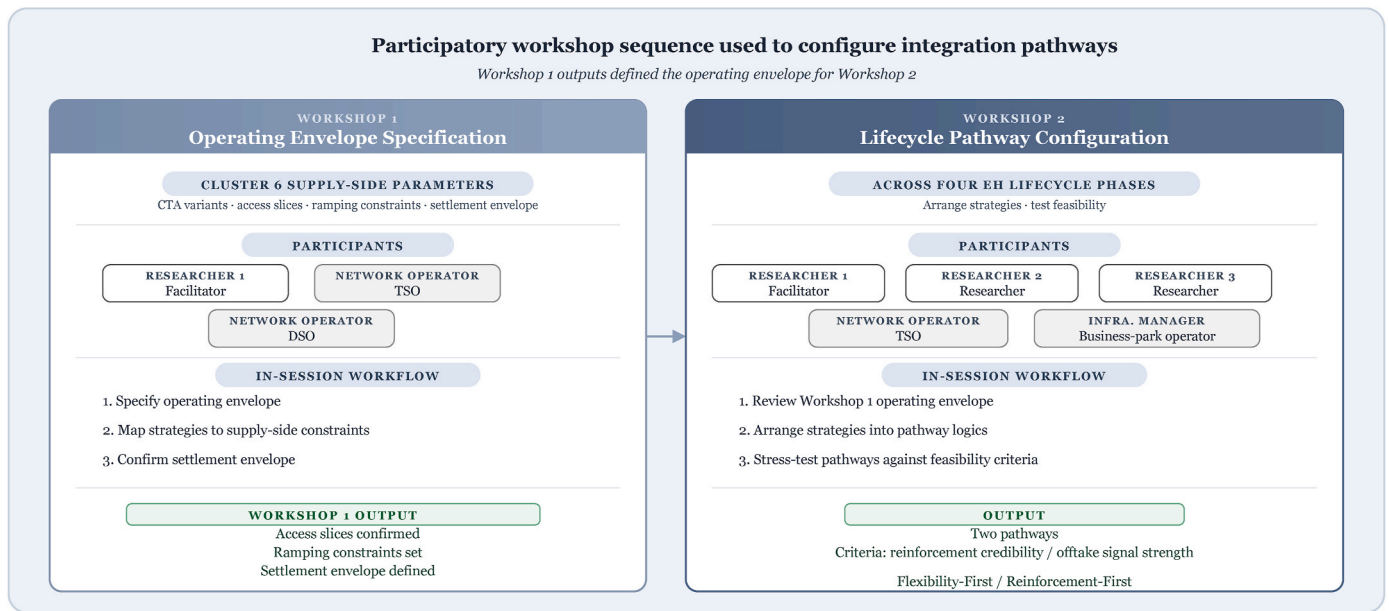 Participatory workshop sequence used to configure integration pathways
Workshop 1 outputs defined the operating envelope for Workshop 2
WORKSHOP 1
Operating Envelope Specification
CLUSTER 6 SUPPLY-SIDE PARAMETERS
CTA variants · access slices · ramping constraints · settlement envelope
PARTICIPANTS
RESEARCHER 1
Facilitator
NETWORK OPERATOR
TSO
NETWORK OPERATOR
DSO
IN-SESSION WORKFLOW
1. Specify operating envelope
2. Map strategies to supply-side constraints
3. Confirm settlement envelope
WORKSHOP 1 OUTPUT
Access slices confirmed
Ramping constraints set
Settlement envelope defined
WORKSHOP 2
Lifecycle Pathway Configuration
ACROSS FOUR EH LIFECYCLE PHASES
Arrange strategies · test feasibility
PARTICIPANTS
RESEARCHER 1
Facilitator
RESEARCHER 2
Researcher
RESEARCHER 3
Researcher
NETWORK OPERATOR
TSO
INFRA. MANAGER
Business-park operator
IN-SESSION WORKFLOW
1. Review Workshop 1 operating envelope
2. Arrange strategies into pathway logics
3. Stress-test pathways against feasibility criteria
OUTPUT
Two pathways
Criteria: reinforcement credibility / offtake signal strength
Flexibility-First / Reinforcement-First